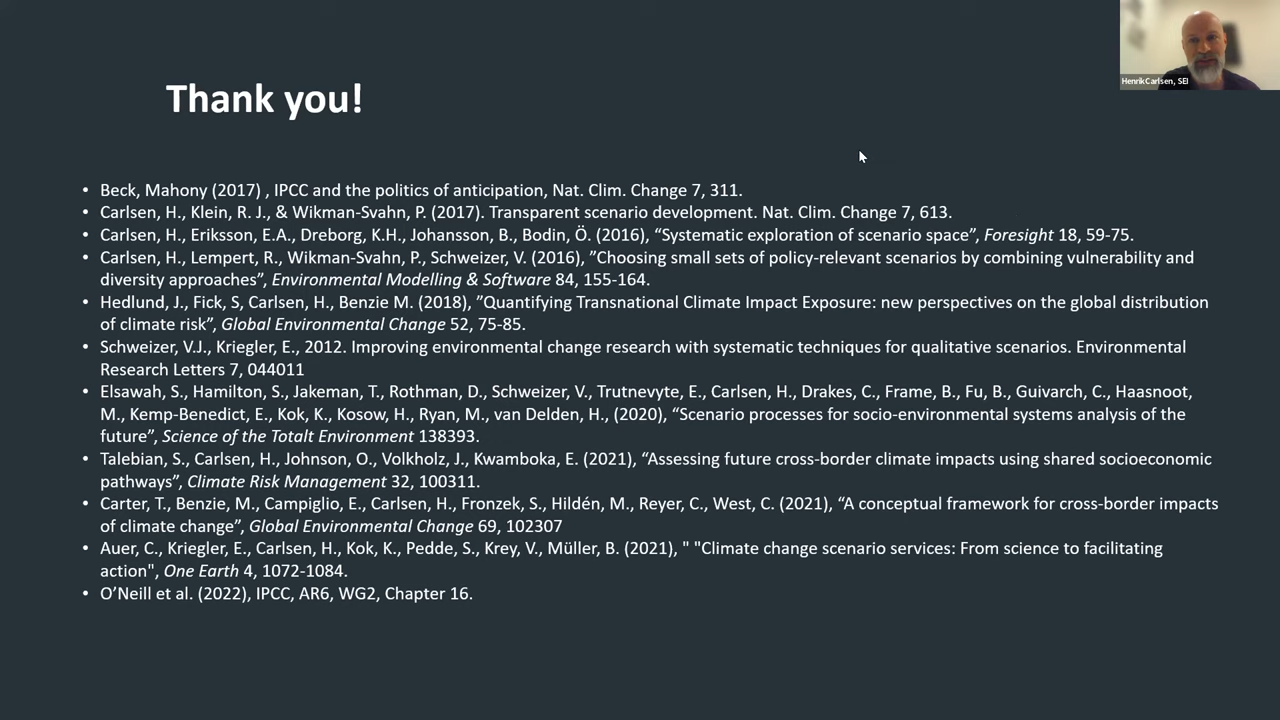 HenrikCarlsen, SEI
Thank you!
• Beck, Mahony (2017) , IPCC and the politics of anticipation, Nat. Clim. Change 7, 311.
• Carlsen, H., Klein, R. J., & Wikman-Svahn, P. (2017). Transparent scenario development. Nat. Clim. Change 7, 613.
• Carlsen, H., Eriksson, E.A., Dreborg, K.H., Johansson, B., Bodin, Ö. (2016), “Systematic exploration of scenario space”, Foresight 18, 59-75.
• Carlsen, H., Lempert, R., Wikman-Svahn, P., Schweizer, V. (2016), ”Choosing small sets of policy-relevant scenarios by combining vulnerability and
diversity approaches”, Environmental Modelling & Software 84, 155-164.
• Hedlund, J., Fick, S, Carlsen, H., Benzie M. (2018), ”Quantifying Transnational Climate Impact Exposure: new perspectives on the global distribution
of climate risk”, Global Environmental Change 52, 75-85.
• Schweizer, V.J., Kriegler, E., 2012. Improving environmental change research with systematic techniques for qualitative scenarios. Environmental
Research Letters 7, 044011
• Elsawah, S., Hamilton, S., Jakeman, T., Rothman, D., Schweizer, V., Trutnevyte, E., Carlsen, H., Drakes, C., Frame, B., Fu, B., Guivarch, C., Haasnoot,
M., Kemp-Benedict, E., Kok, K., Kosow, H., Ryan, M., van Delden, H., (2020), “Scenario processes for socio-environmental systems analysis of the
future”, Science of the Totalt Environment 138393.
• Talebian, S., Carlsen, H., Johnson, O., Volkholz, J., Kwamboka, E. (2021), “Assessing future cross-border climate impacts using shared socioeconomic
pathways”, Climate Risk Management 32, 100311.
• Carter, T., Benzie, M., Campiglio, E., Carlsen, H., Fronzek, S., Hildén, M., Reyer, C., West, C. (2021), “A conceptual framework for cross-border impacts
of climate change”, Global Environmental Change 69, 102307
• Auer, C., Kriegler, E., Carlsen, H., Kok, K., Pedde, S., Krey, V., Müller, B. (2021), " "Climate change scenario services: From science to facilitating
action", One Earth 4, 1072-1084.
• O’Neill et al. (2022), IPCC, AR6, WG2, Chapter 16.